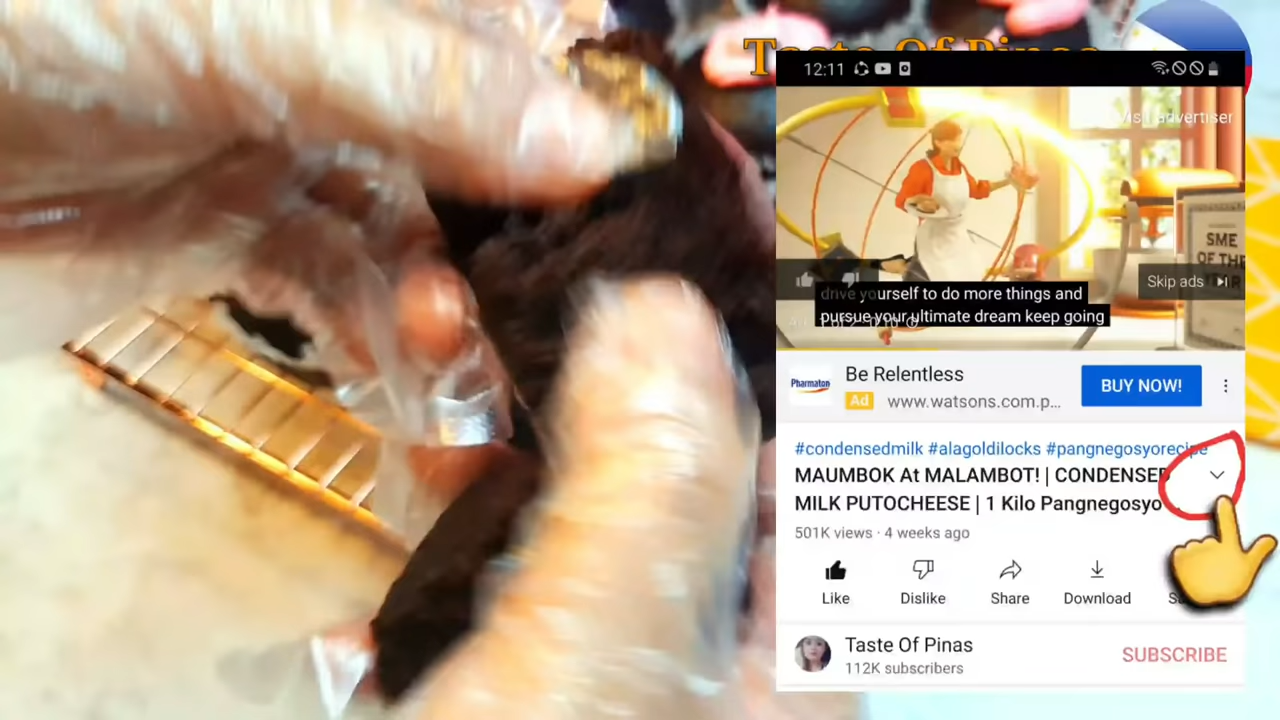 Taste Of Pinas
12:11
Visit advertiser
SME
OF THE
YEAR
Skip ads
drive yourself to do more things and
pursue your ultimate dream keep going
Pharmaton
Be Relentless
BUY NOW!
Ad www.watsons.com.p...
#condensedmilk #alagoldilocks #pangnegosyorecipe
MAUMBOK At MALAMBOT! | CONDENSED
MILK PUTOCHEESE | 1 Kilo Pangnegosyo
501K views · 4 weeks ago
Like Dislike Share Download
Taste Of Pinas
112K subscribers
SUBSCRIBE